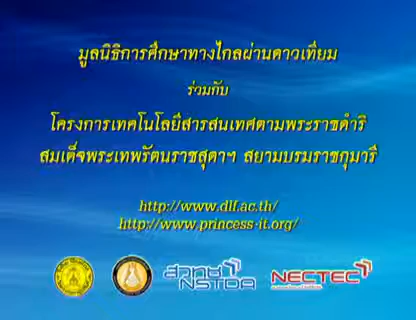 มูลนิธิการศึกษาทางไกลผ่านดาวเทียม
ร่วมกับ
โครงการเทคโนโลยีสารสนเทศตามพระราชดำริ
สมเด็จพระเทพรัตนราชสุดาฯ สยามบรมราชกุมารี
http://www.dlf.ac.th/
http://www.princess-it.org/
สวทช
NSTDA
NECTEC